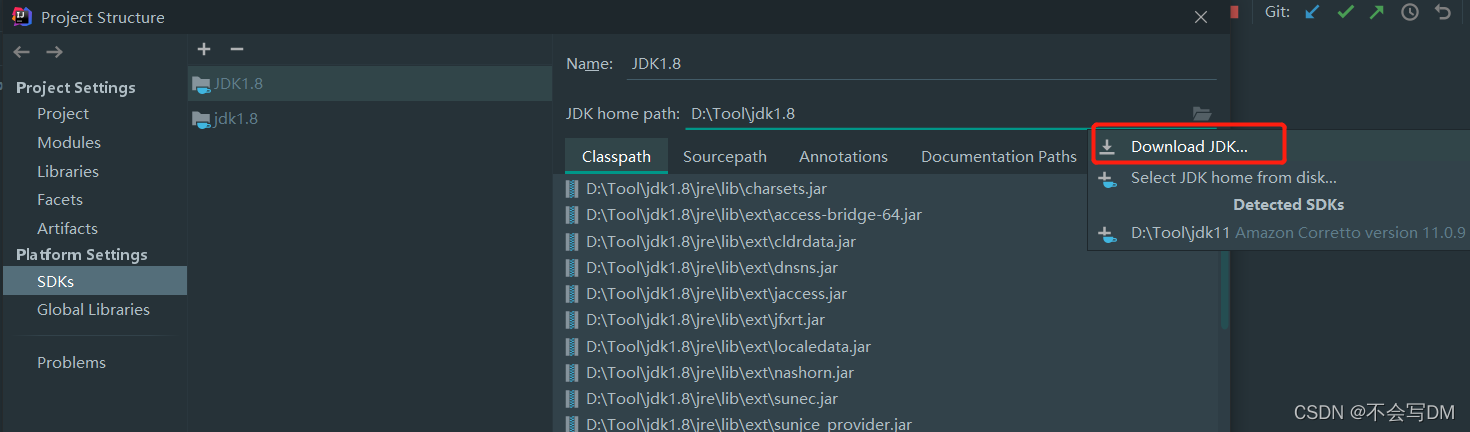 Project Structure
Git:
Project Settings
Project
Modules
Libraries
Facets
Artifacts
Platform Settings
SDKs
Global Libraries
Problems
JDK1.8
jdk1.8
Name: JDK1.8
JDK home path: D:\Tool\jdk1.8
Classpath Sourcepath Annotations Documentation Paths
D:\Tool\jdk1.8\jre\lib\charsets.jar
D:\Tool\jdk1.8\jre\lib\ext\access-bridge-64.jar
D:\Tool\jdk1.8\jre\lib\ext\cldrdata.jar
D:\Tool\jdk1.8\jre\lib\ext\dnsns.jar
D:\Tool\jdk1.8\jre\lib\ext\jaccess.jar
D:\Tool\jdk1.8\jre\lib\ext\jfxrt.jar
D:\Tool\jdk1.8\jre\lib\ext\localedata.jar
D:\Tool\jdk1.8\jre\lib\ext\nashorn.jar
D:\Tool\jdk1.8\jre\lib\ext\sunec.jar
D:\Tool\jdk1.8\jre\lib\ext\sunjce_provider.jar
Download JDK...
Select JDK home from disk...
Detected SDKs
D:\Tool\jdk11 Amazon Corretto version 11.0.9
CSDN @不会写DM